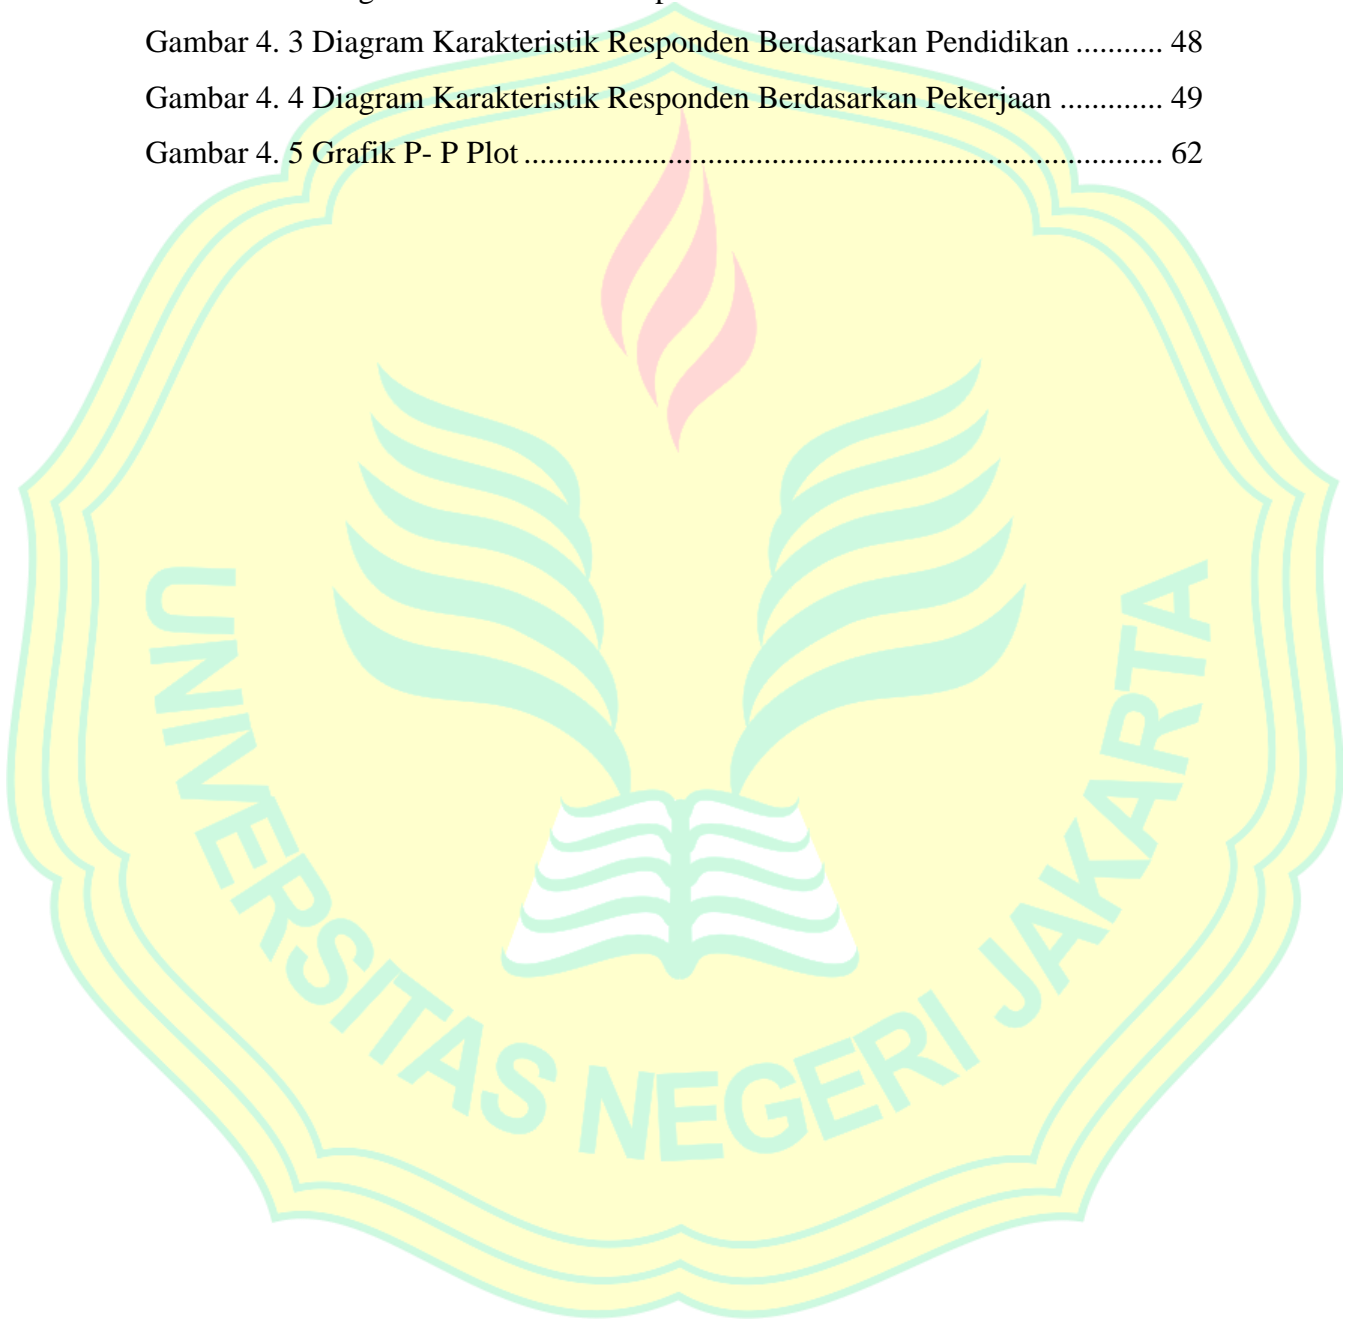 Gambar 4. 3 Diagram Karakteristik Responden Berdasarkan Pendidikan ........... 48
Gambar 4. 4 Diagram Karakteristik Responden Berdasarkan Pekerjaan ............. 49
Gambar 4. 5 Grafik P- P Plot ................................................................................ 62
UNIVERSITAS NEGERI JAKARTA